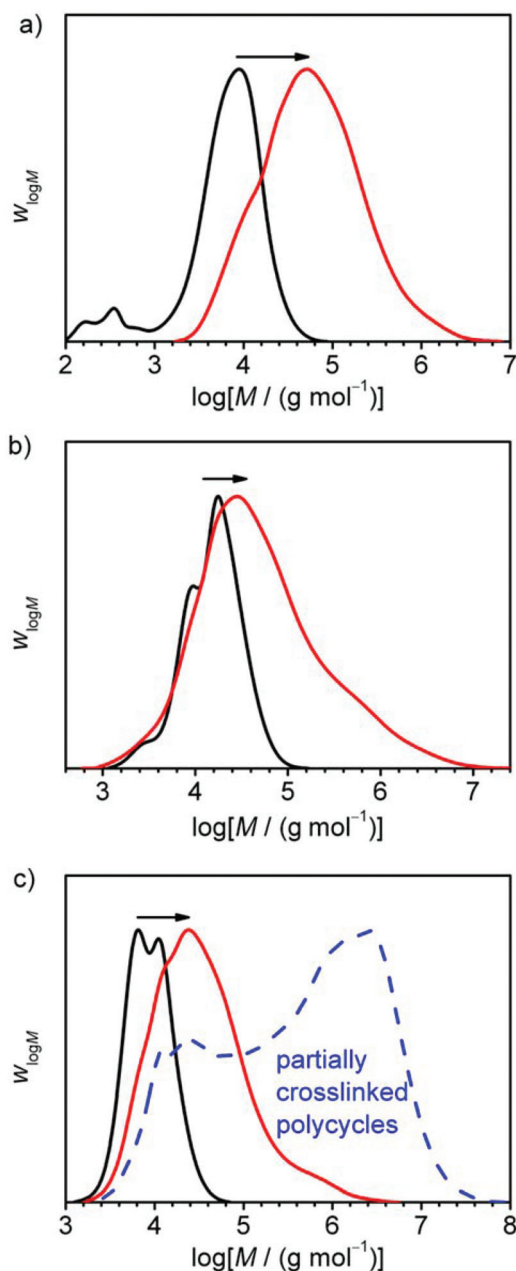 a)
w_logM
2 3 4 5 6 7
log[M / (g mol⁻¹)]
b)
w_logM
3 4 5 6 7
log[M / (g mol⁻¹)]
c)
partially
crosslinked
polycycles
w_logM
3 4 5 6 7 8
log[M / (g mol⁻¹)]